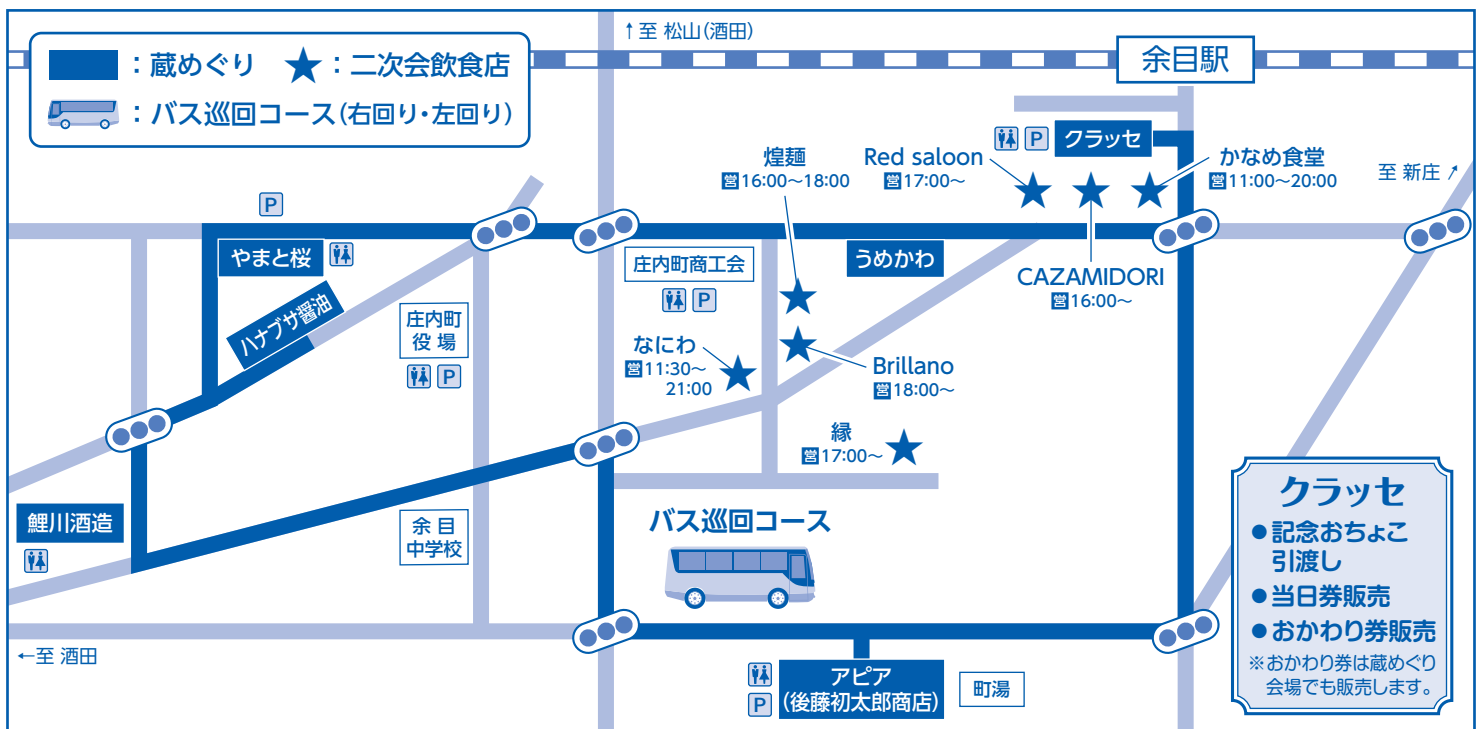 ：蔵めぐり ★：二次会飲食店
：バス巡回コース（右回り・左回り）
↑至 松山（酒田）
余目駅
P クラッセ
煌麺
営16:00〜18:00
Red saloon
営17:00〜
かなめ食堂
営11:00〜20:00
至 新庄↗
P
やまと桜
ハナブサ醤油
庄内町商工会
P
うめかわ
CAZAMIDORI
営16:00〜
庄内町
役 場
P
なにわ
営11:30〜
21:00
Brillano
営18:00〜
縁
営17:00〜
鯉川酒造
余 目
中学校
バス巡回コース
←至 酒田
P
アピア
（後藤初太郎商店）
町湯
クラッセ
●記念おちょこ
引渡し
●当日券販売
●おかわり券販売
※おかわり券は蔵めぐり
会場でも販売します。